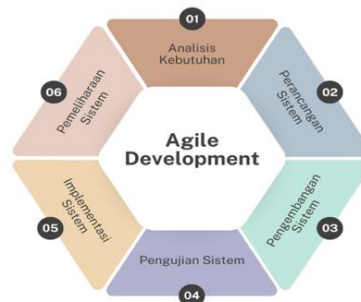 01
Analisis
Kebutuhan
02
Perancangan
Sistem
03
Pengembangan
Sistem
04
Pengujian Sistem
05
Implementasi
Sistem
06
Pemeliharaan
Sistem
Agile
Development